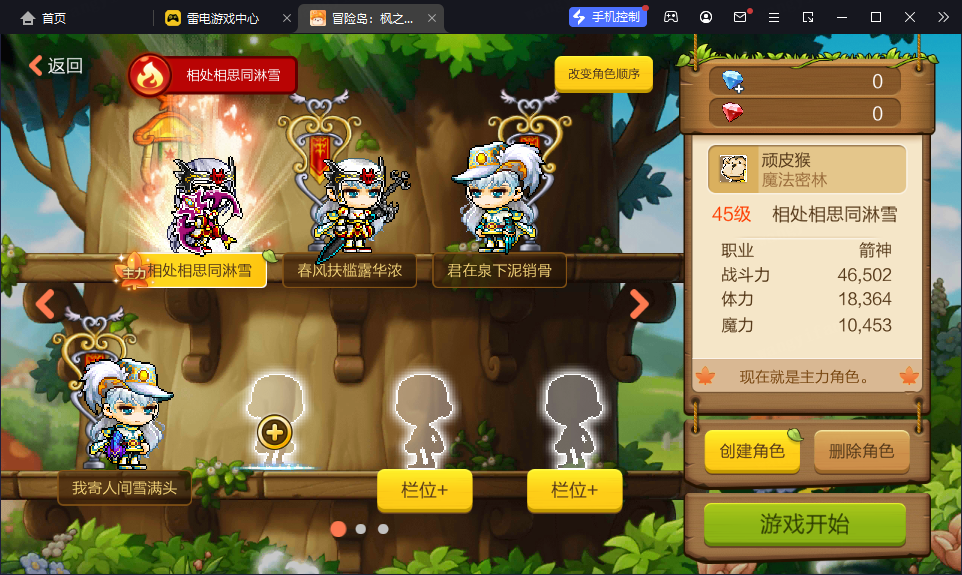 首页
雷电游戏中心
冒险岛：枫之...
手机控制
返回
相处相思同淋雪
改变角色顺序
0
0
顽皮猴
魔法密林
45级 相处相思同淋雪
职业 箭神
战斗力 46,502
体力 18,364
魔力 10,453
现在就是主力角色。
主力
相处相思同淋雪
春风扶槛露华浓
君在泉下泥销骨
我寄人间雪满头
栏位+
栏位+
创建角色
删除角色
游戏开始